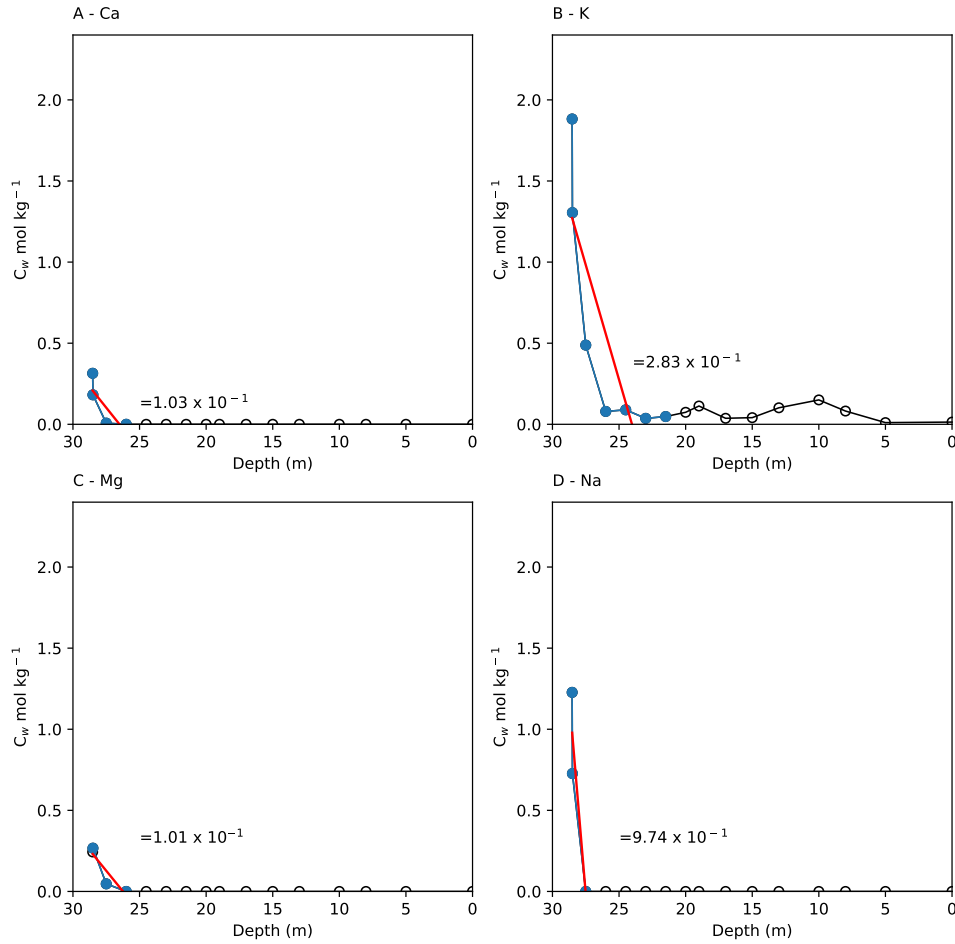 A - Ca
2.0
1.5
1.0
0.5
0.0
C$_w$ mol kg$^{-1}$
=1.03 x 10$^{-1}$
30 25 20 15 10 5 0
Depth (m)
B - K
2.0
1.5
1.0
0.5
0.0
C$_w$ mol kg$^{-1}$
=2.83 x 10$^{-1}$
30 25 20 15 10 5 0
Depth (m)
C - Mg
2.0
1.5
1.0
0.5
0.0
C$_w$ mol kg$^{-1}$
=1.01 x 10$^{-1}$
30 25 20 15 10 5 0
Depth (m)
D - Na
2.0
1.5
1.0
0.5
0.0
C$_w$ mol kg$^{-1}$
=9.74 x 10$^{-1}$
30 25 20 15 10 5 0
Depth (m)